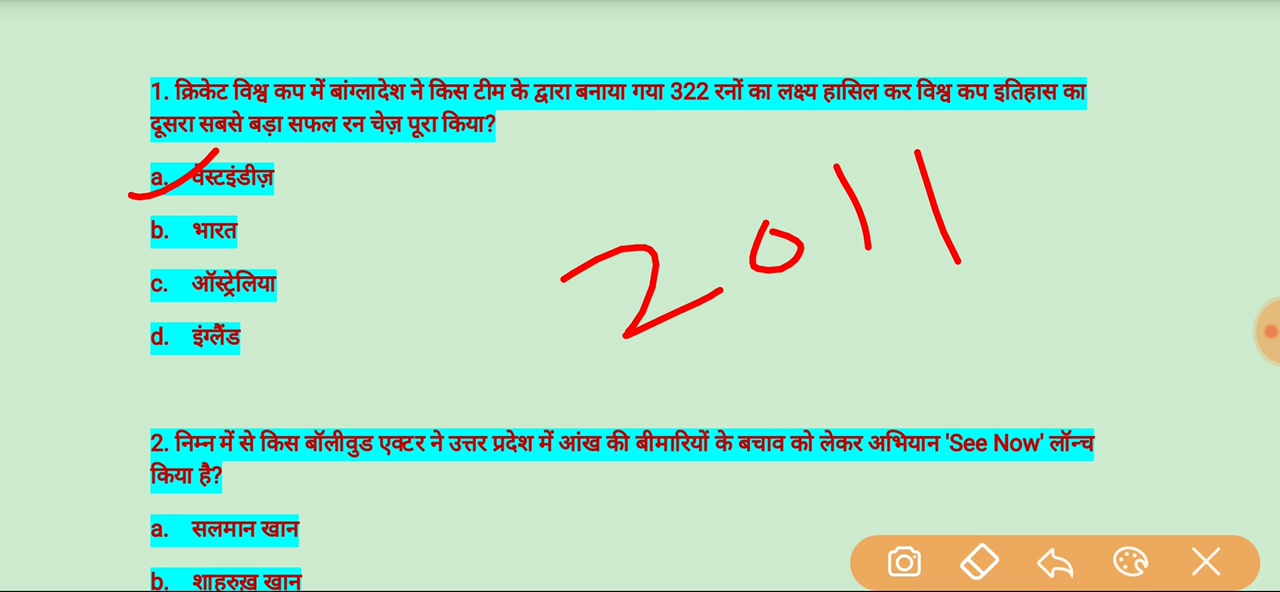 1. क्रिकेट विश्व कप में बांग्लादेश ने किस टीम के द्वारा बनाया गया 322 रनों का लक्ष्य हासिल कर विश्व कप इतिहास का
दूसरा सबसे बड़ा सफल रन चेज़ पूरा किया?
a. वेस्टइंडीज़
2011
b. भारत
c. ऑस्ट्रेलिया
d. इंग्लैंड
2. निम्न में से किस बॉलीवुड एक्टर ने उत्तर प्रदेश में आंख की बीमारियों के बचाव को लेकर अभियान 'See Now' लॉन्च
किया है?
a. सलमान खान
b. शाहरुख़ खान